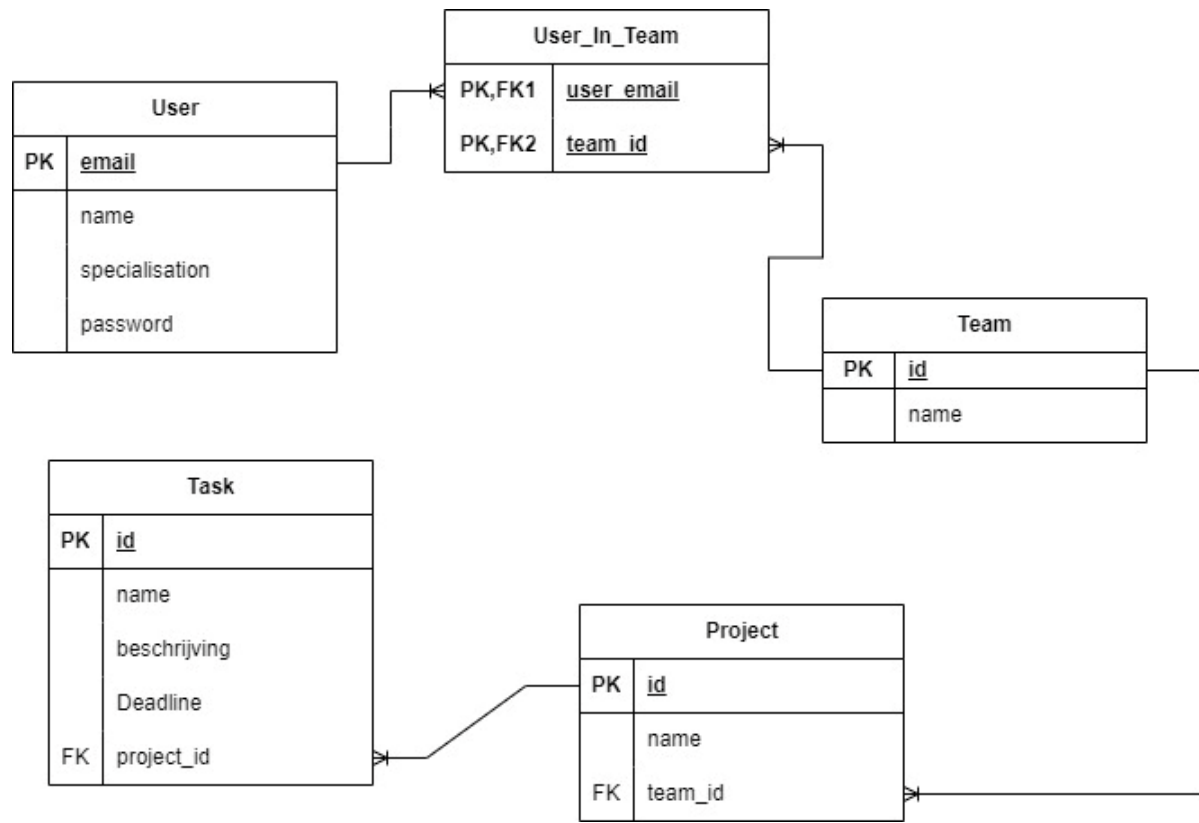 User_In_Team
PK,FK1 user_email
PK,FK2 team_id
User
PK email
name
specialisation
password
Team
PK id
name
Task
PK id
name
beschrijving
Deadline
FK project_id
Project
PK id
name
FK team_id